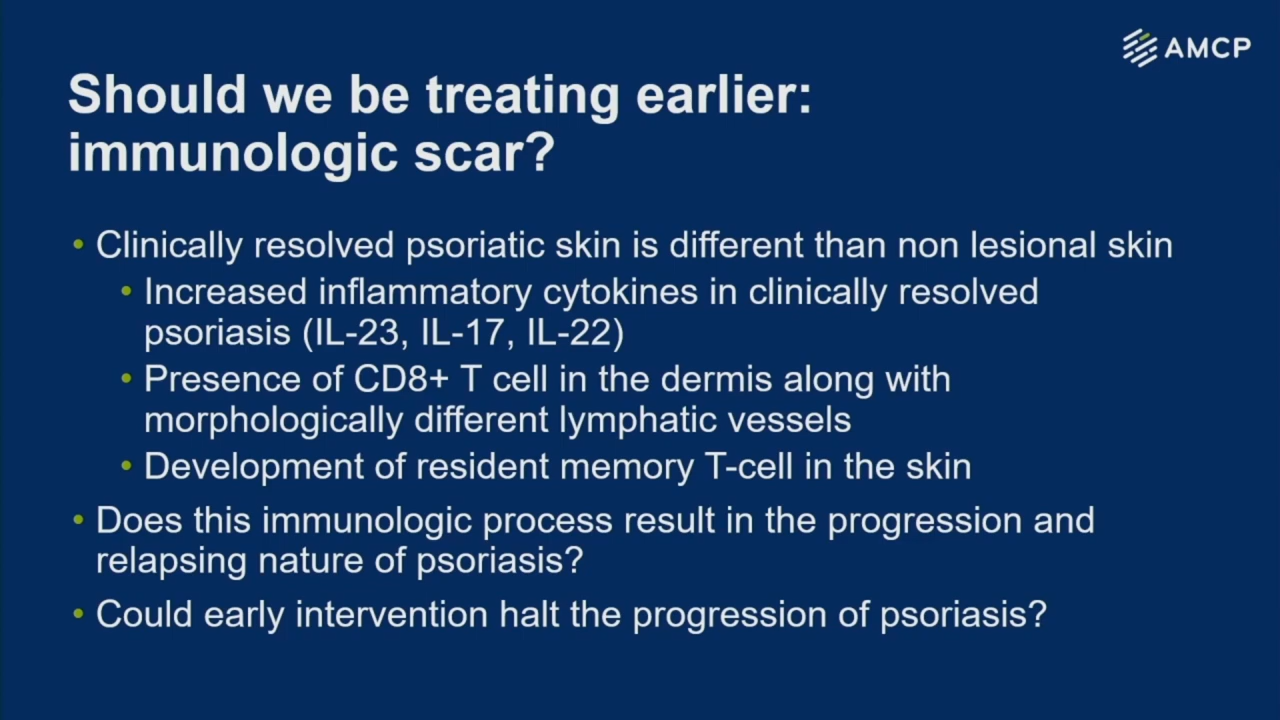 AMCP
Should we be treating earlier:
immunologic scar?
• Clinically resolved psoriatic skin is different than non lesional skin
• Increased inflammatory cytokines in clinically resolved
psoriasis (IL-23, IL-17, IL-22)
• Presence of CD8+ T cell in the dermis along with
morphologically different lymphatic vessels
• Development of resident memory T-cell in the skin
• Does this immunologic process result in the progression and
relapsing nature of psoriasis?
• Could early intervention halt the progression of psoriasis?